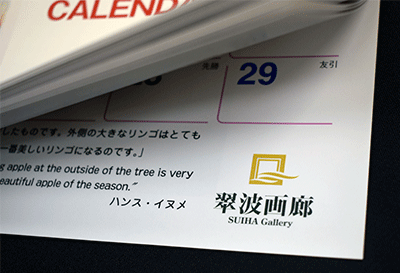 CALENDA
先勝
友引
29
したものです。外側の大きなリンゴはとても
一番美しいリンゴになるのです。」
apple at the outside of the tree is very
beautiful apple of the season."
ハンス・イヌメ
翠波画廊
SUIHA Gallery